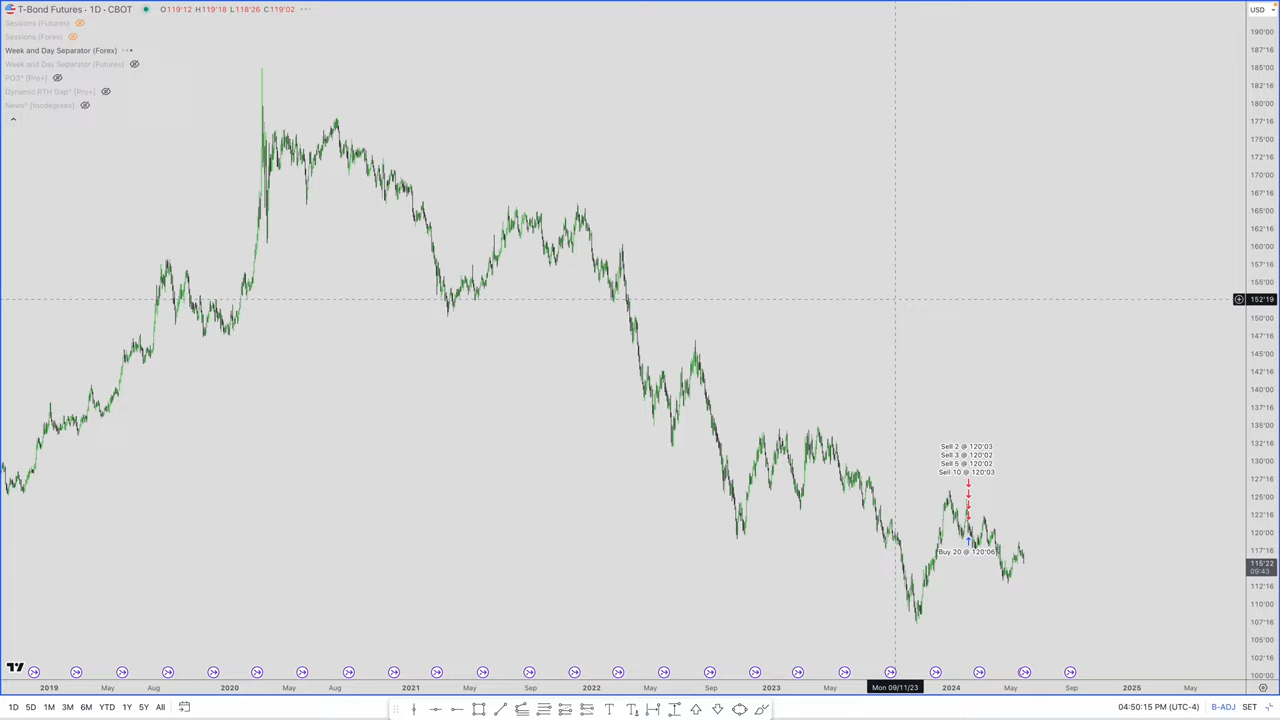 T-Bond Futures · 1D · CBOT O119'12 H119'18 L118'26 C119'02
USD
Sessions (Futures)
Sessions (Forex)
Week and Day Separator (Forex)
Week and Day Separator (Futures)
PO3° [Pro+]
Dynamic RTH Gap° [Pro+]
News° [toodegrees]
190'00
187'16
185'00
182'16
180'00
177'16
175'00
172'16
170'00
167'16
165'00
162'16
160'00
157'16
155'00
152'19
150'00
147'16
145'00
142'16
140'00
137'16
135'00
132'16
130'00
127'16
125'00
122'16
120'00
117'16
115'22
09:43
112'16
110'00
107'16
105'00
102'16
100'00
Sell 2 @ 120'03
Sell 3 @ 120'02
Sell 5 @ 120'02
Sell 10 @ 120'03
Buy 20 @ 120'06
2019 May Aug 2020 May Aug 2021 May Sep 2022 May Sep 2023 May Mon 09/11/23 2024 May Sep 2025 May
1D 5D 1M 3M 6M YTD 1Y 5Y All
T T
04:50:15 PM (UTC-4) B-ADJ SET